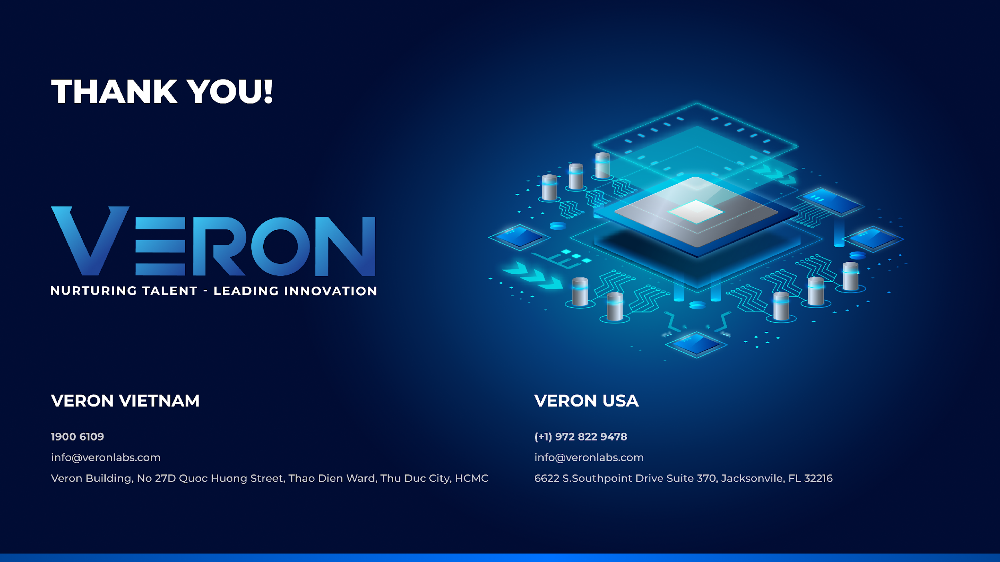 THANK YOU!
VERON
NURTURING TALENT - LEADING INNOVATION
VERON VIETNAM
1900 6109
info@veronlabs.com
Veron Building, No 27D Quoc Huong Street, Thao Dien Ward, Thu Duc City, HCMC
VERON USA
(+1) 972 822 9478
info@veronlabs.com
6622 S.Southpoint Drive Suite 370, Jacksonvile, FL 32216